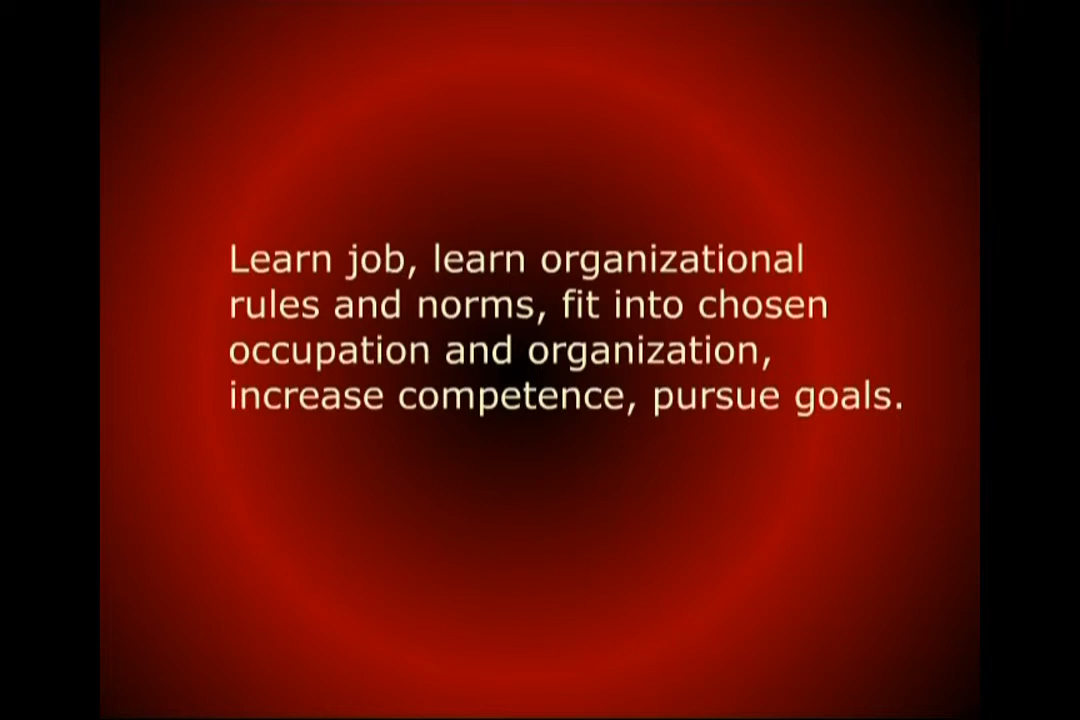 Learn job, learn organizational
rules and norms, fit into chosen
occupation and organization,
increase competence, pursue goals.